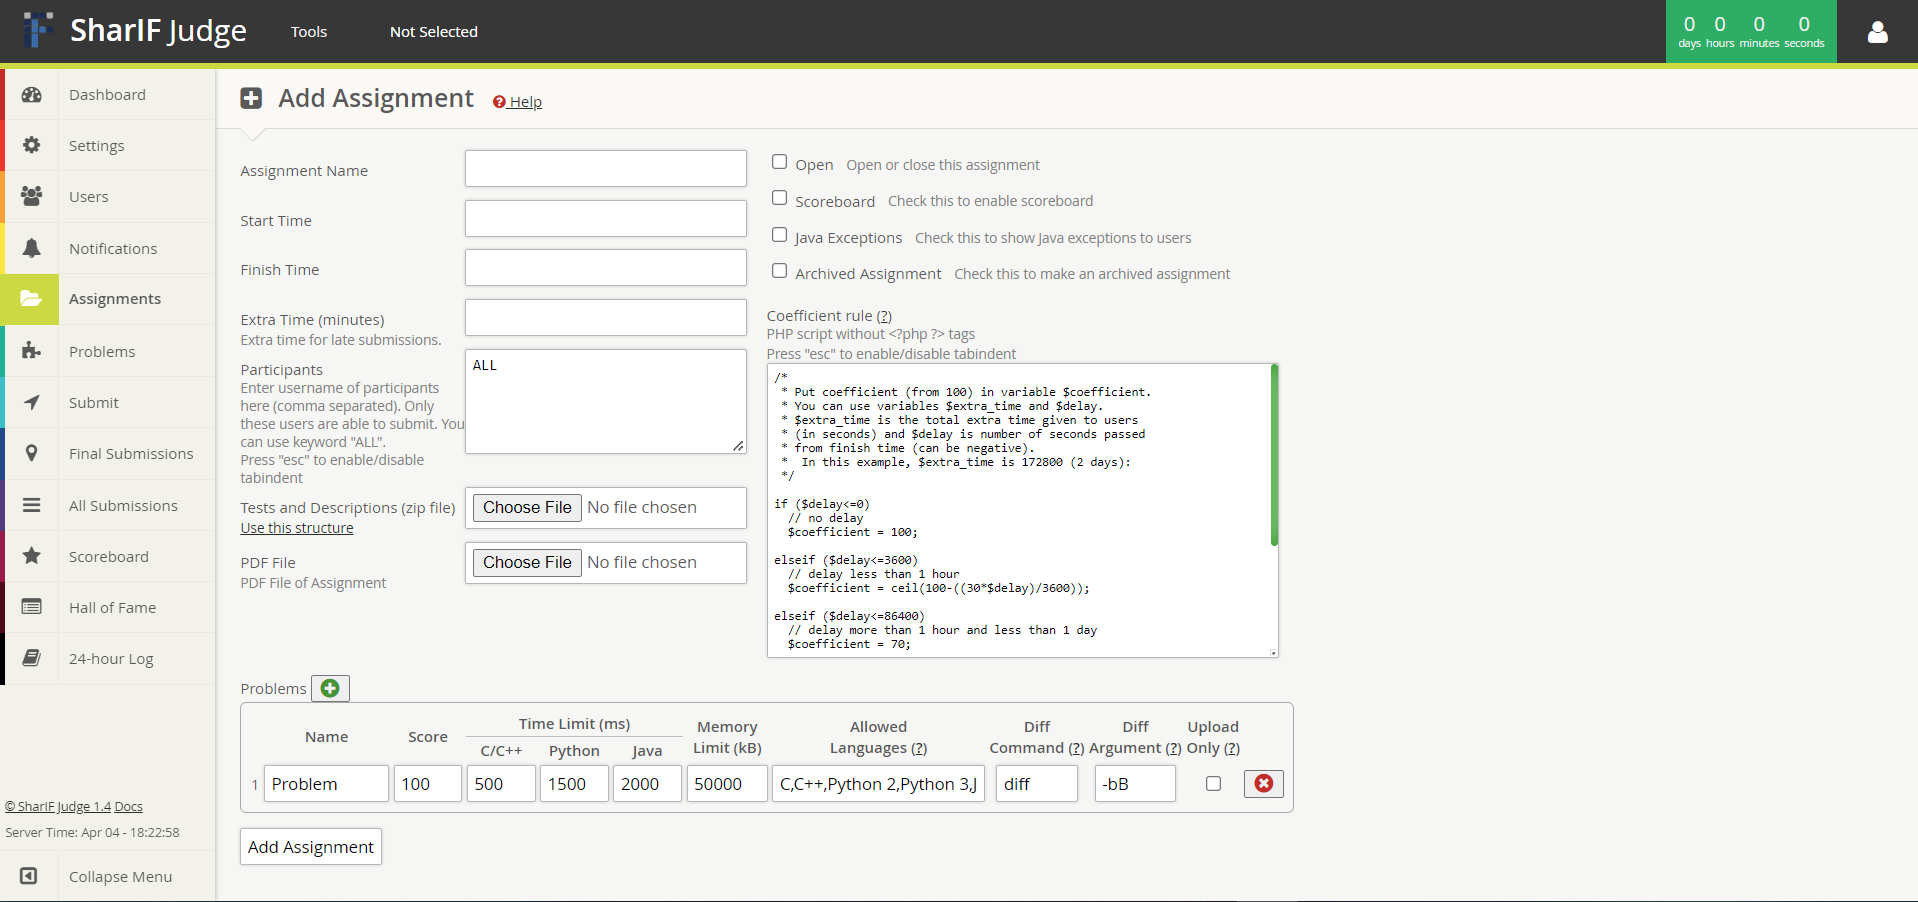 SharIF Judge
Tools
Not Selected
0 0 0 0
days hours minutes seconds
Dashboard
Settings
Users
Notifications
Assignments
Problems
Submit
Final Submissions
All Submissions
Scoreboard
Hall of Fame
24-hour Log
© SharIF Judge 1.4 Docs
Server Time: Apr 04 - 18:22:58
Collapse Menu
Add Assignment
Help
Assignment Name
Start Time
Finish Time
Extra Time (minutes)
Extra time for late submissions.
Participants
Enter username of participants
here (comma separated). Only
these users are able to submit. You
can use keyword "ALL".
Press "esc" to enable/disable
tabindent
ALL
Tests and Descriptions (zip file)
Use this structure
Choose File No file chosen
PDF File
PDF File of Assignment
Choose File No file chosen
Open Open or close this assignment
Scoreboard Check this to enable scoreboard
Java Exceptions Check this to show Java exceptions to users
Archived Assignment Check this to make an archived assignment
Coefficient rule (?)
PHP script without <?php ?> tags
Press "esc" to enable/disable tabindent
/*
* Put coefficient (from 100) in variable $coefficient.
* You can use variables $extra_time and $delay.
* $extra_time is the total extra time given to users
* (in seconds) and $delay is number of seconds passed
* from finish time (can be negative).
* In this example, $extra_time is 172800 (2 days):
*/
if ($delay<=0)
// no delay
$coefficient = 100;
elseif ($delay<=3600)
// delay less than 1 hour
$coefficient = ceil(100-((30*$delay)/3600));
elseif ($delay<=86400)
// delay more than 1 hour and less than 1 day
$coefficient = 70;
Problems
Name
Score
Time Limit (ms)
C/C++ Python Java
Memory
Limit (kB)
Allowed
Languages (?)
Diff
Command (?)
Diff
Argument (?)
Upload
Only (?)
1 Problem 100 500 1500 2000 50000 C,C++,Python 2,Python 3,J diff -bB
Add Assignment